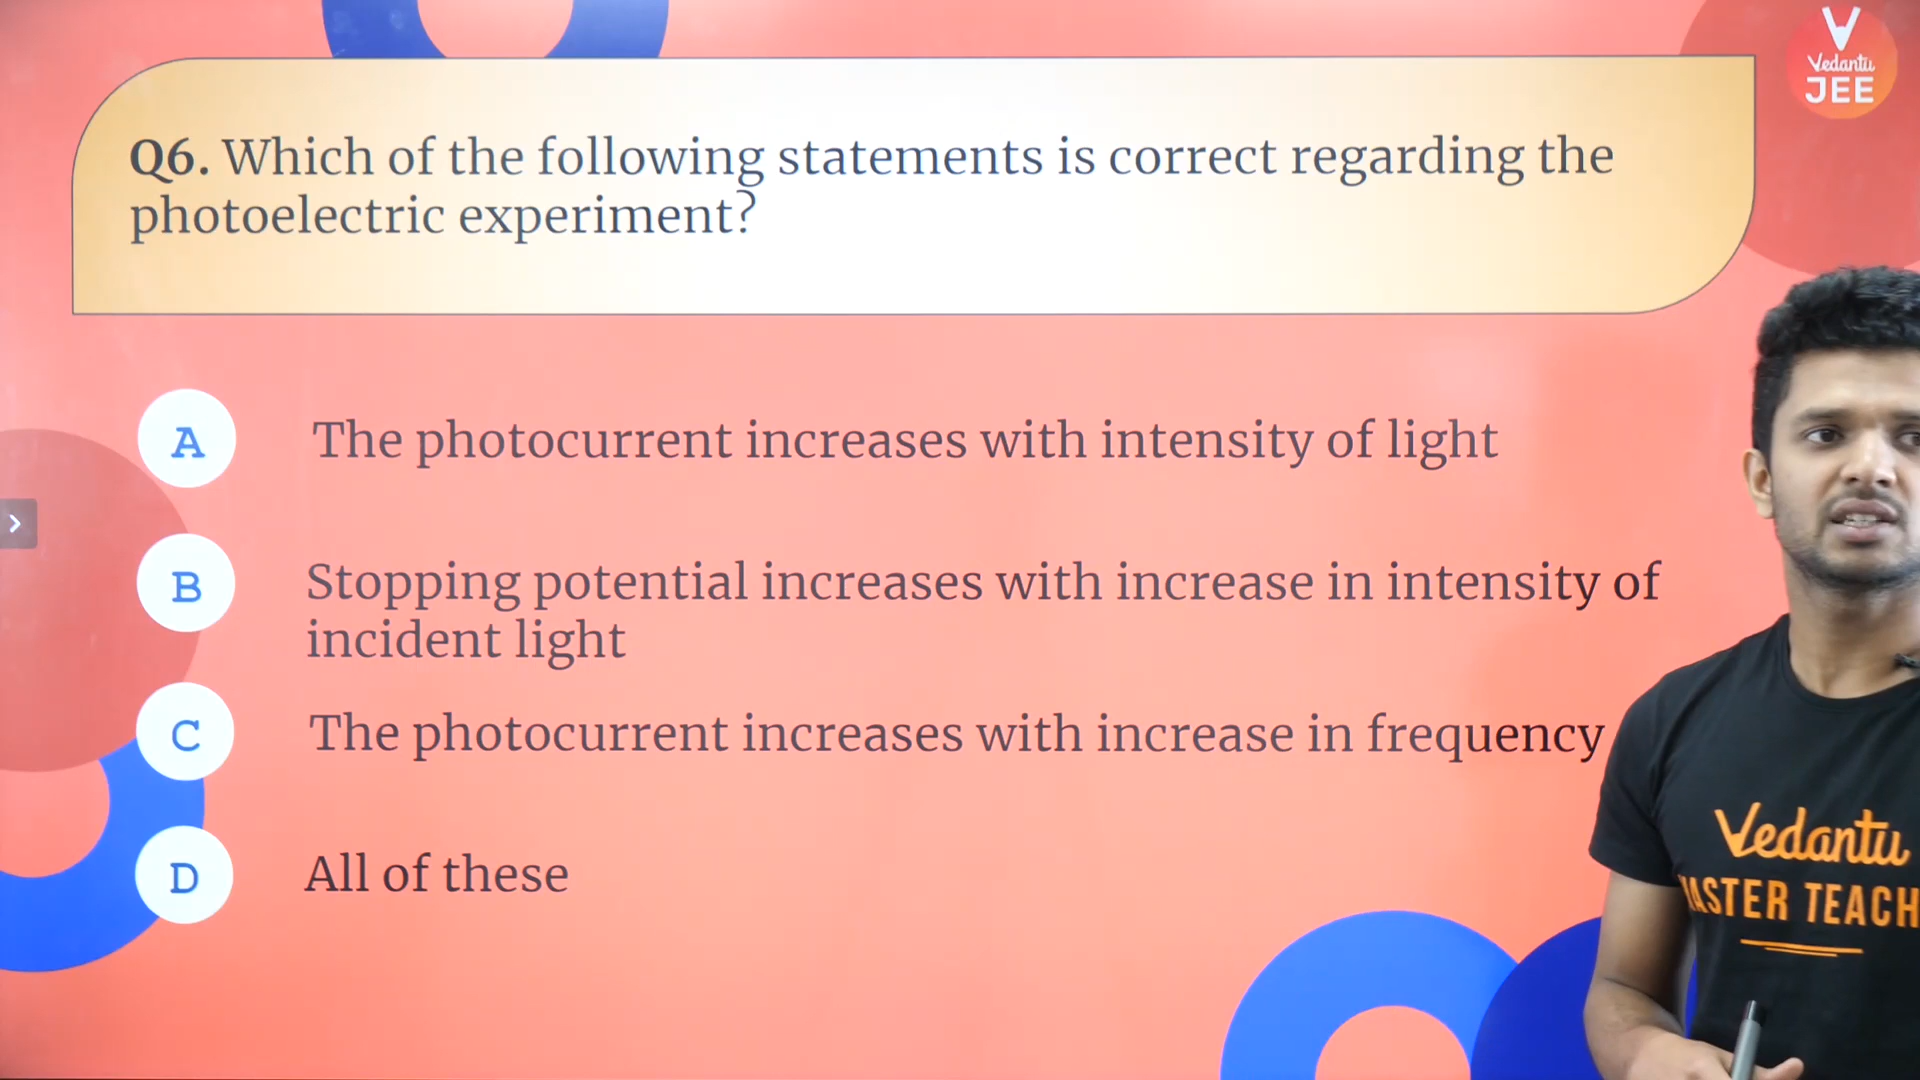 Vedantu
JEE
Q6. Which of the following statements is correct regarding the
photoelectric experiment?
A
The photocurrent increases with intensity of light
B
Stopping potential increases with increase in intensity of
incident light
C
The photocurrent increases with increase in frequency
D
All of these
Vedantu
MASTER TEACH